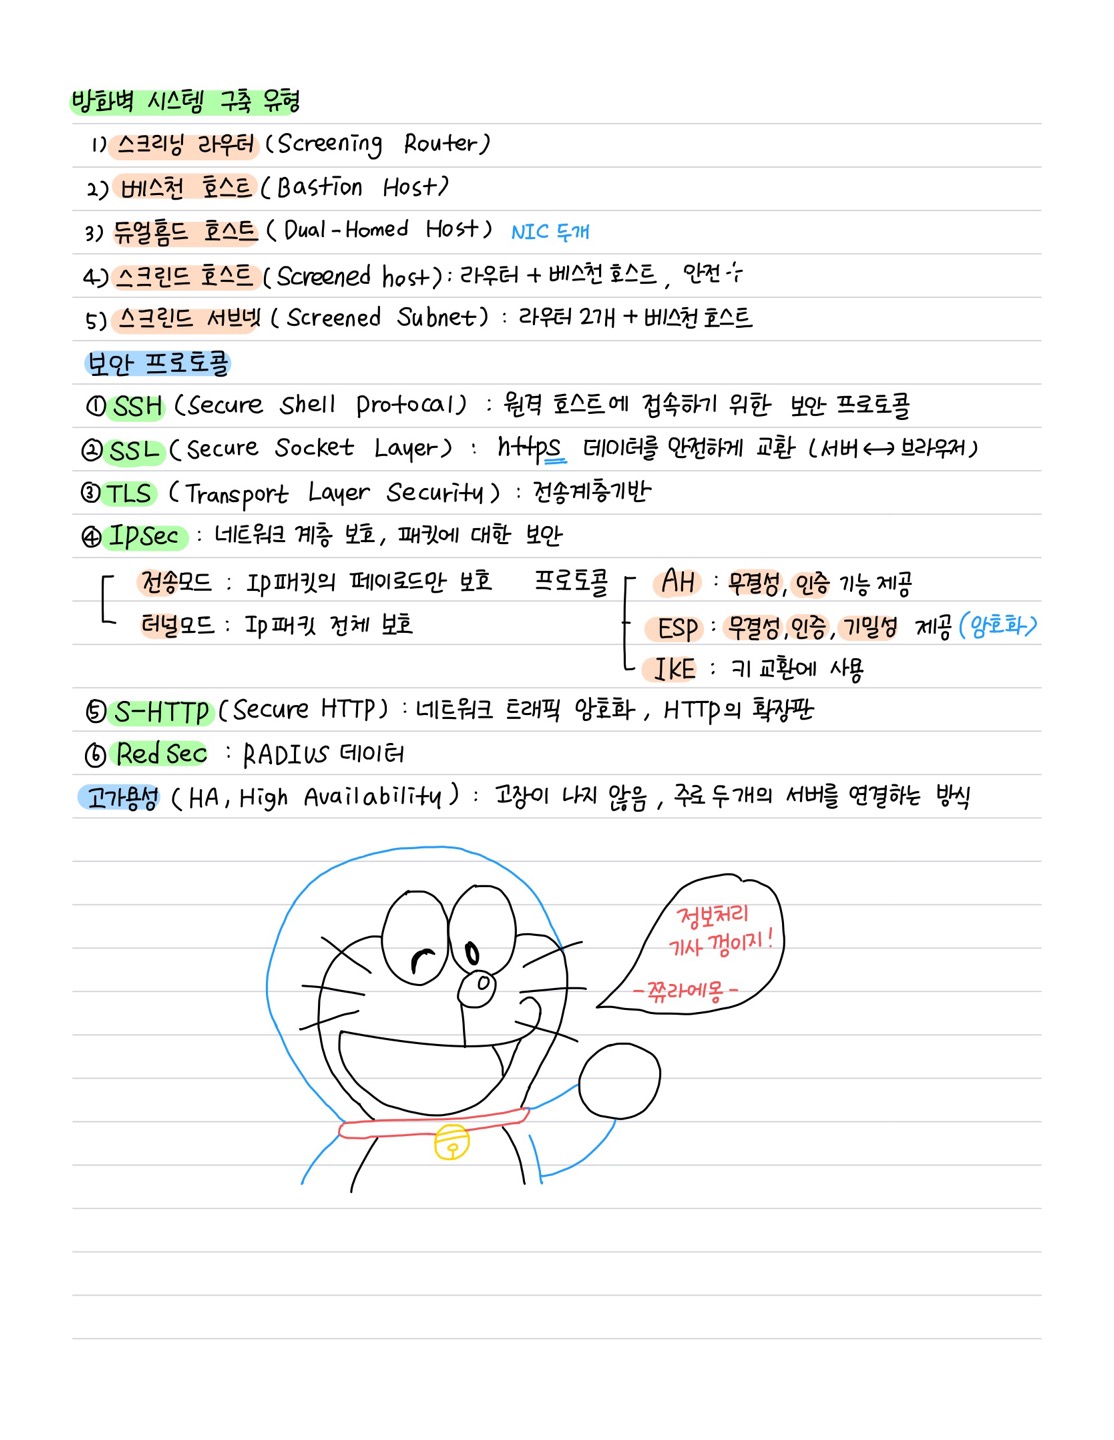 방화벽 시스템 구축 유형
1) 스크리닝 라우터 (Screening Router)
2) 베스천 호스트 (Bastion Host)
3) 듀얼홈드 호스트 (Dual-Homed Host) NIC 두개
4) 스크린드 호스트 (Screened host) : 라우터 + 베스천 호스트, 안전↑
5) 스크린드 서브넷 (Screened Subnet) : 라우터 2개 + 베스천 호스트
보안 프로토콜
① SSH (Secure Shell Protocal) : 원격 호스트에 접속하기 위한 보안 프로토콜
② SSL (Secure Socket Layer) : https 데이터를 안전하게 교환 (서버 ↔ 브라우저)
③ TLS (Transport Layer Security) : 전송계층기반
④ IPSec : 네트워크 계층 보호, 패킷에 대한 보안
전송모드 : Ip패킷의 페이로드만 보호 프로토콜 AH : 무결성, 인증 기능 제공
터널모드 : Ip패킷 전체 보호 ESP : 무결성, 인증, 기밀성 제공 (암호화)
IKE : 키 교환에 사용
⑤ S-HTTP (Secure HTTP) : 네트워크 트래픽 암호화, HTTP의 확장판
⑥ RedSec : RADIUS 데이터
고가용성 (HA, High Availability) : 고장이 나지 않음, 주로 두개의 서버를 연결하는 방식
정보처리
기사 껌이지!
-쮸라에몽-